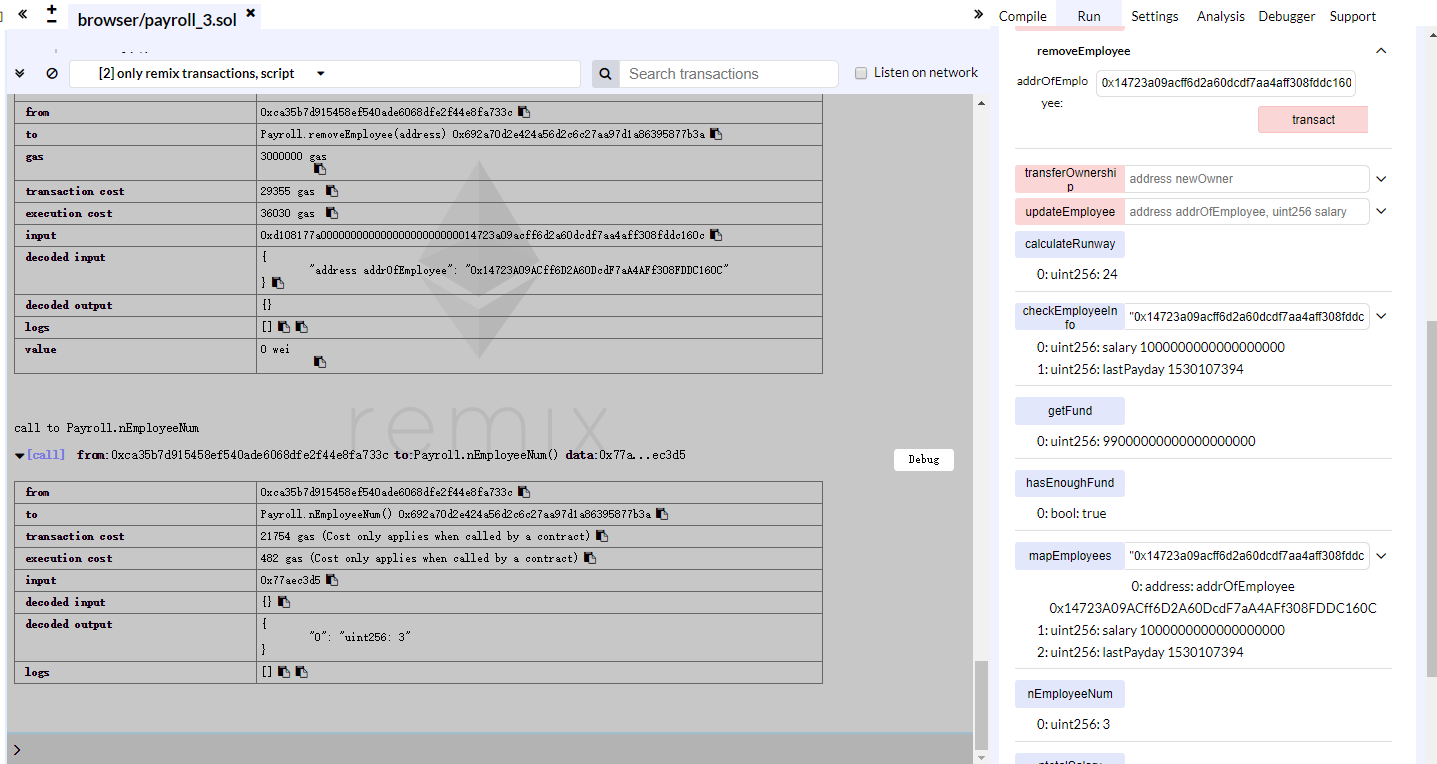 browser/payroll_3.sol
[2] only remix transactions, script
Search transactions
Listen on network
from 0xca35b7d915458ef540ade6068dfe2f44e8fa733c
to Payroll.removeEmployee(address) 0x692a70d2e424a56d2c6c27aa97d1a86395877b3a
gas 3000000 gas
transaction cost 29355 gas
execution cost 36030 gas
input 0xd108177a00000000000000000000000014723a09acff6d2a60dcdf7aa4aff308fddc160c
decoded input {
"address addrOfEmployee": "0x14723A09ACff6D2A60DcdF7aA4AFf308FDDC160C"
}
decoded output {}
logs []
value 0 wei
remix
call to Payroll.nEmployeeNum
[call] from:0xca35b7d915458ef540ade6068dfe2f44e8fa733c to:Payroll.nEmployeeNum() data:0x77a...ec3d5
Debug
from 0xca35b7d915458ef540ade6068dfe2f44e8fa733c
to Payroll.nEmployeeNum() 0x692a70d2e424a56d2c6c27aa97d1a86395877b3a
transaction cost 21754 gas (Cost only applies when called by a contract)
execution cost 482 gas (Cost only applies when called by a contract)
input 0x77aec3d5
decoded input {}
decoded output {
"0": "uint256: 3"
}
logs []
>
Compile Run Settings Analysis Debugger Support
removeEmployee
addrOfEmplo
yee:
0x14723a09acff6d2a60dcdf7aa4aff308fddc160
transact
transferOwnershi
p
address newOwner
updateEmployee address addrOfEmployee, uint256 salary
calculateRunway
0: uint256: 24
checkEmployeeIn
fo
"0x14723a09acff6d2a60dcdf7aa4aff308fddc
0: uint256: salary 1000000000000000000
1: uint256: lastPayday 1530107394
getFund
0: uint256: 99000000000000000000
hasEnoughFund
0: bool: true
mapEmployees "0x14723a09acff6d2a60dcdf7aa4aff308fddc
0: address: addrOfEmployee
0x14723A09ACff6D2A60DcdF7aA4AFf308FDDC160C
1: uint256: salary 1000000000000000000
2: uint256: lastPayday 1530107394
nEmployeeNum
0: uint256: 3